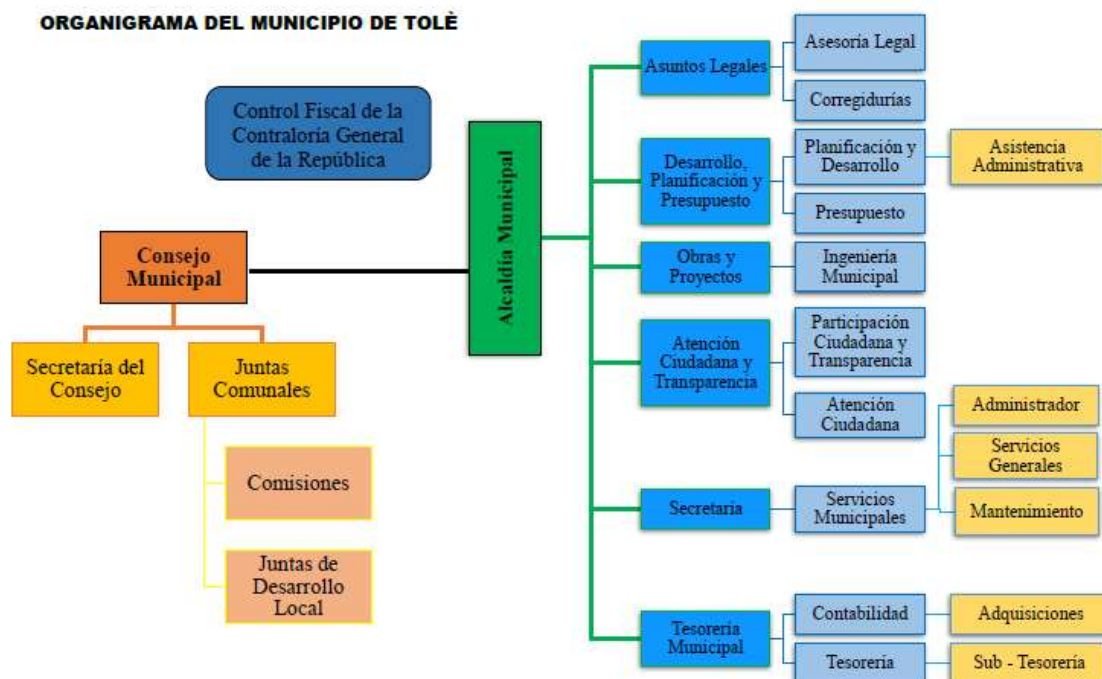 ORGANIGRAMA DEL MUNICIPIO DE TOLÈ
Control Fiscal de la
Contraloría General
de la República
Consejo
Municipal
Secretaría del
Consejo
Juntas
Comunales
Comisiones
Juntas de
Desarrollo
Local
Alcaldía Municipal
Asuntos Legales
Asesoría Legal
Corregidurías
Desarrollo,
Planificación y
Presupuesto
Planificación y
Desarrollo
Asistencia
Administrativa
Presupuesto
Obras y
Proyectos
Ingeniería
Municipal
Atención
Ciudadana y
Transparencia
Participación
Ciudadana y
Transparencia
Atención
Ciudadana
Secretaría
Servicios
Municipales
Administrador
Servicios
Generales
Mantenimiento
Tesorería
Municipal
Contabilidad
Adquisiciones
Tesorería
Sub - Tesorería